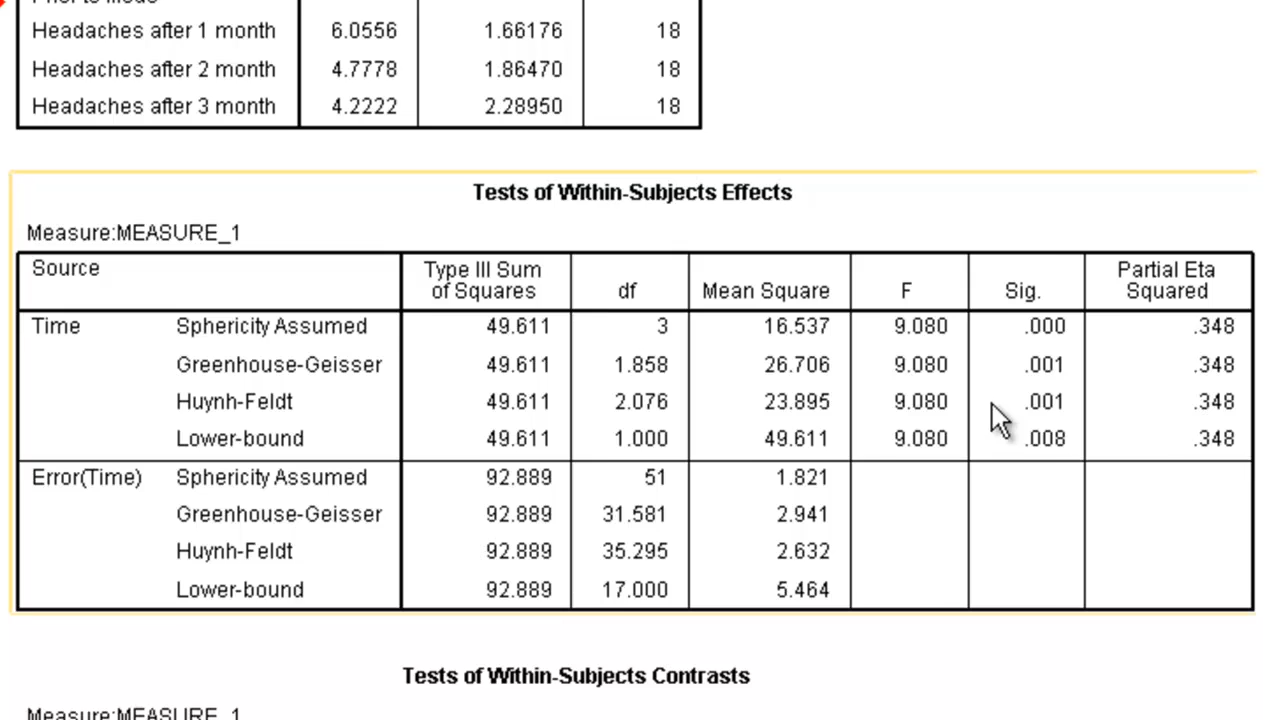 Prior to meds
Headaches after 1 month 6.0556 1.66176 18
Headaches after 2 month 4.7778 1.86470 18
Headaches after 3 month 4.2222 2.28950 18
Tests of Within-Subjects Effects
Measure:MEASURE_1
Source Type III Sum of Squares df Mean Square F Sig. Partial Eta Squared
Time Sphericity Assumed 49.611 3 16.537 9.080 .000 .348
Greenhouse-Geisser 49.611 1.858 26.706 9.080 .001 .348
Huynh-Feldt 49.611 2.076 23.895 9.080 .001 .348
Lower-bound 49.611 1.000 49.611 9.080 .008 .348
Error(Time) Sphericity Assumed 92.889 51 1.821
Greenhouse-Geisser 92.889 31.581 2.941
Huynh-Feldt 92.889 35.295 2.632
Lower-bound 92.889 17.000 5.464
Tests of Within-Subjects Contrasts
Measure:MEASURE_1